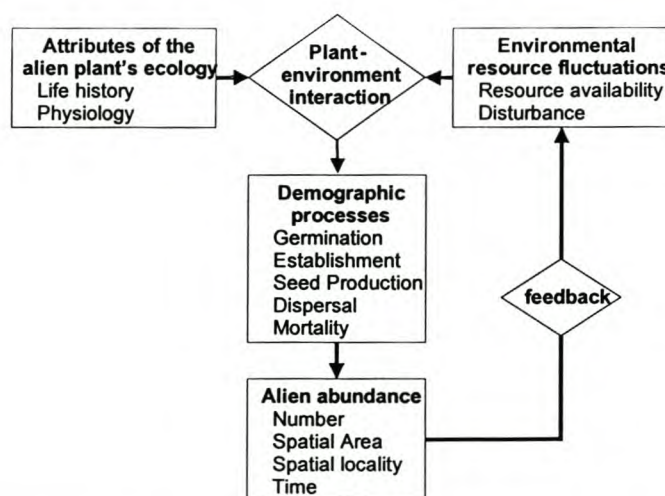 Attributes of the
alien plant's ecology
Life history
Physiology
Plant-
environment
interaction
Environmental
resource fluctuations
Resource availability
Disturbance
Demographic
processes
Germination
Establishment
Seed Production
Dispersal
Mortality
feedback
Alien abundance
Number
Spatial Area
Spatial locality
Time